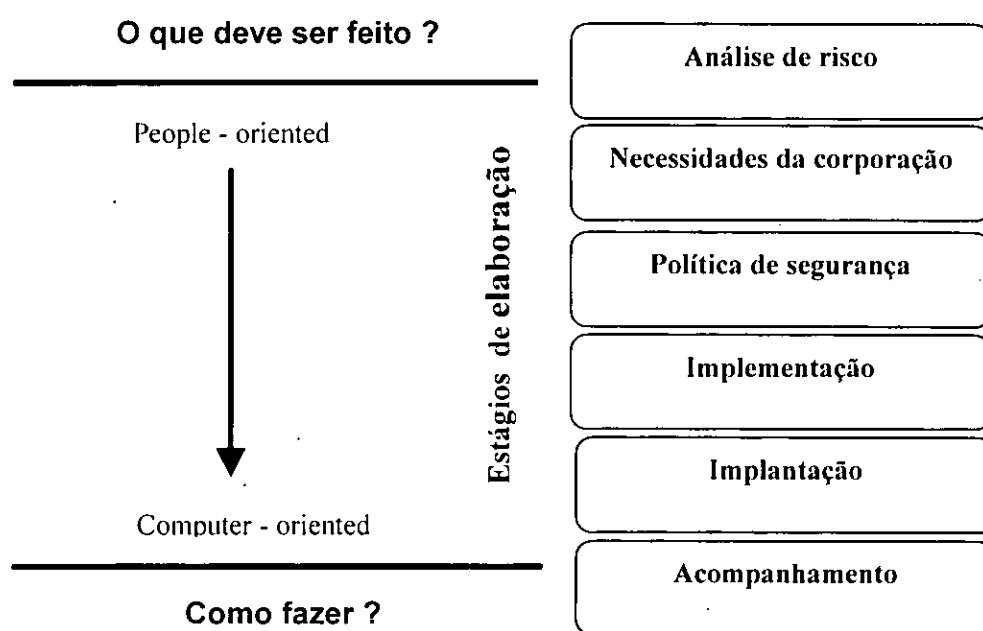 O que deve ser feito ?
People - oriented
Computer - oriented
Como fazer ?
Estágios de elaboração
Análise de risco
Necessidades da corporação
Política de segurança
Implementação
Implantação
Acompanhamento